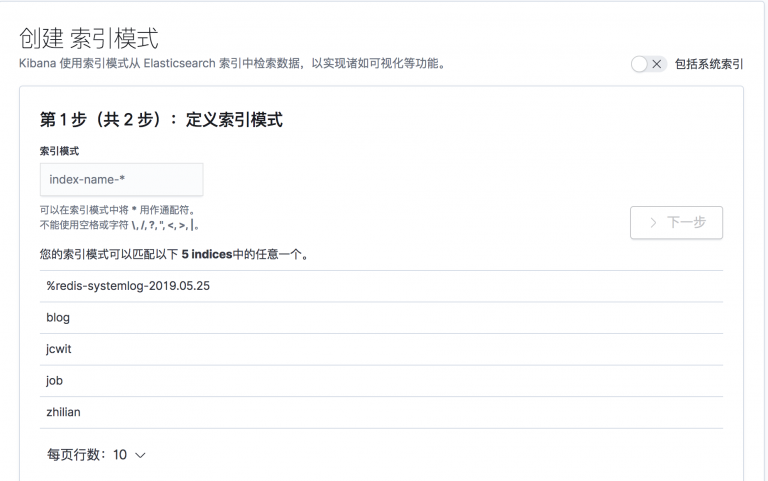 创建 索引模式
Kibana 使用索引模式从 Elasticsearch 索引中检索数据，以实现诸如可视化等功能。
包括系统索引
第 1 步（共 2 步）：定义索引模式
索引模式
index-name-*
可以在索引模式中将 * 用作通配符。
不能使用空格或字符 \, /, ?, ", <, >, |。
下一步
您的索引模式可以匹配以下 5 indices中的任意一个。
%redis-systemlog-2019.05.25
blog
jcwit
job
zhilian
每页行数：10